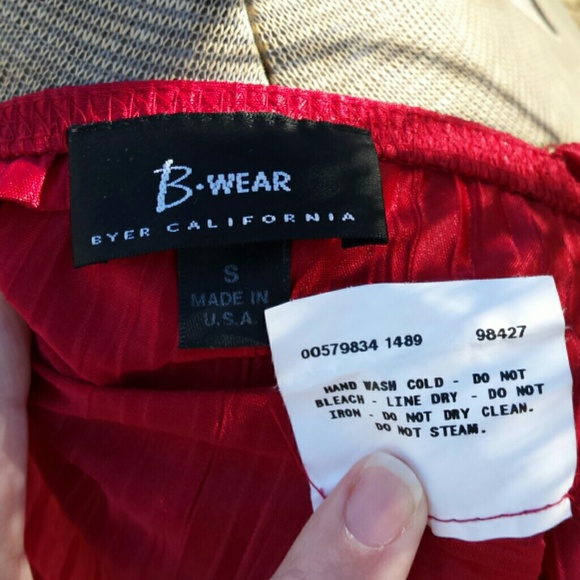 B·WEAR
BYER CALIFORNIA
S
MADE IN
U.S.A.
00579834 1489 98427
HAND WASH COLD - DO NOT
BLEACH - LINE DRY - DO NOT
IRON - DO NOT DRY CLEAN.
DO NOT STEAM.